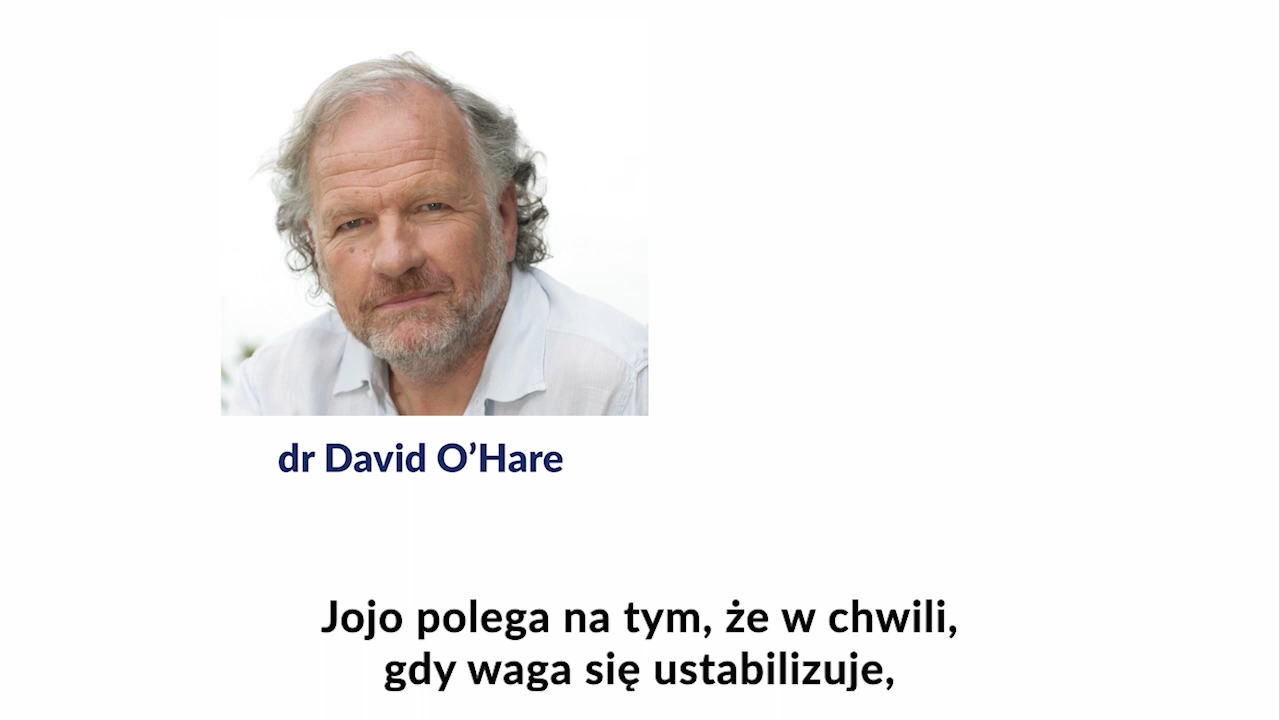 dr David O’Hare
Jojo polega na tym, że w chwili,
gdy waga się ustabilizuje,